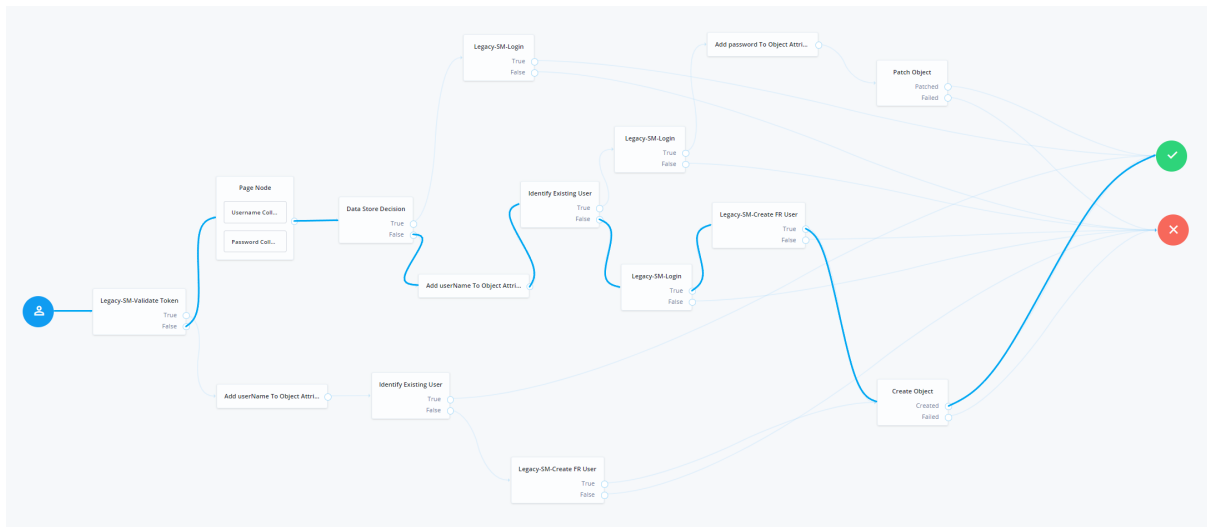 Legacy-SM-Login
True
False
Add password To Object Attri...
Patch Object
Patched
Failed
Legacy-SM-Login
True
False
Page Node
Username Coll...
Password Coll...
Data Store Decision
True
False
Identify Existing User
True
False
Legacy-SM-Create FR User
True
False
Add userName To Object Attri...
Legacy-SM-Login
True
False
Legacy-SM-Validate Token
True
False
Add userName To Object Attri...
Identify Existing User
True
False
Create Object
Created
Failed
Legacy-SM-Create FR User
True
False